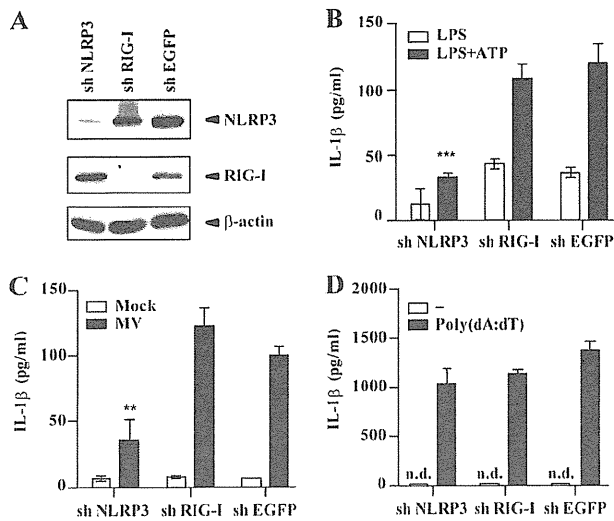 A
sh NLRP3
sh RIG-I
sh EGFP
NLRP3
RIG-I
β-actin
B
LPS
LPS+ATP
IL-1β (pg/ml)
150
100
50
0
***
sh NLRP3 sh RIG-I sh EGFP
C
Mock
MV
IL-1β (pg/ml)
150
100
50
0
**
sh NLRP3 sh RIG-I sh EGFP
D
–
Poly(dA:dT)
IL-1β (pg/ml)
2000
1500
1000
500
0
n.d. n.d. n.d.
sh NLRP3 sh RIG-I sh EGFP